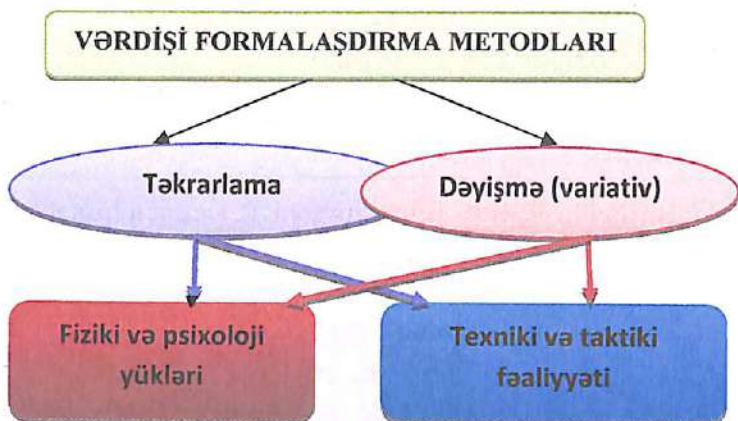 VƏRDİŞİ FORMALAŞDIRMA METODLARI
Təkrarlama
Dəyişmə (variativ)
Fiziki və psixoloji
yükləri
Texniki və taktiki
fəaliyyəti